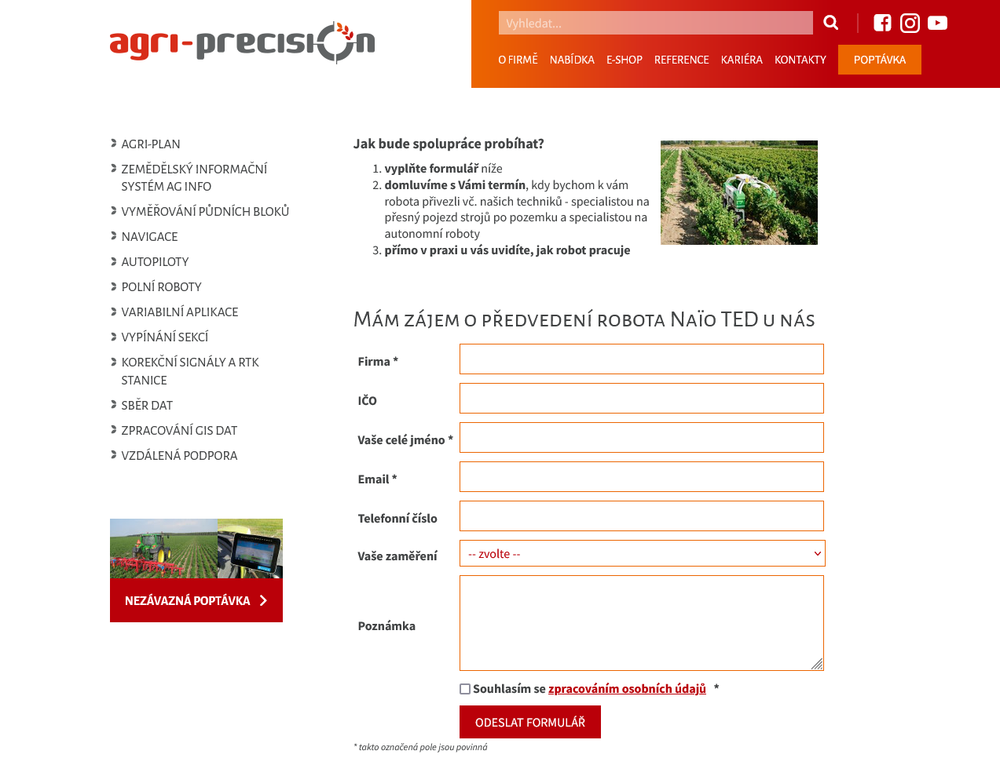 agri-precision
Vyhledat...
O FIRMĚ NABÍDKA E-SHOP REFERENCE KARIÉRA KONTAKTY POPTÁVKA
AGRI-PLAN
ZEMĚDĚLSKÝ INFORMAČNÍ
SYSTÉM AG INFO
VYMĚŘOVÁNÍ PŮDNÍCH BLOKŮ
NAVIGACE
AUTOPILOTY
POLNÍ ROBOTY
VARIABILNÍ APLIKACE
VYPÍNÁNÍ SEKCÍ
KOREKČNÍ SIGNÁLY A RTK
STANICE
SBĚR DAT
ZPRACOVÁNÍ GIS DAT
VZDÁLENÁ PODPORA
NEZÁVAZNÁ POPTÁVKA
Jak bude spolupráce probíhat?
1. vyplňte formulář níže
2. domluvíme s Vámi termín, kdy bychom k vám
robota přivezli vč. našich techniků - specialistou na
přesný pojezd strojů po pozemku a specialistou na
autonomní roboty
3. přímo v praxi u vás uvidíte, jak robot pracuje
Mám zájem o předvedení robota Naïo TED u nás
Firma *
IČO
Vaše celé jméno *
Email *
Telefonní číslo
Vaše zaměření
-- zvolte --
Poznámka
Souhlasím se zpracováním osobních údajů *
ODESLAT FORMULÁŘ
* takto označená pole jsou povinná